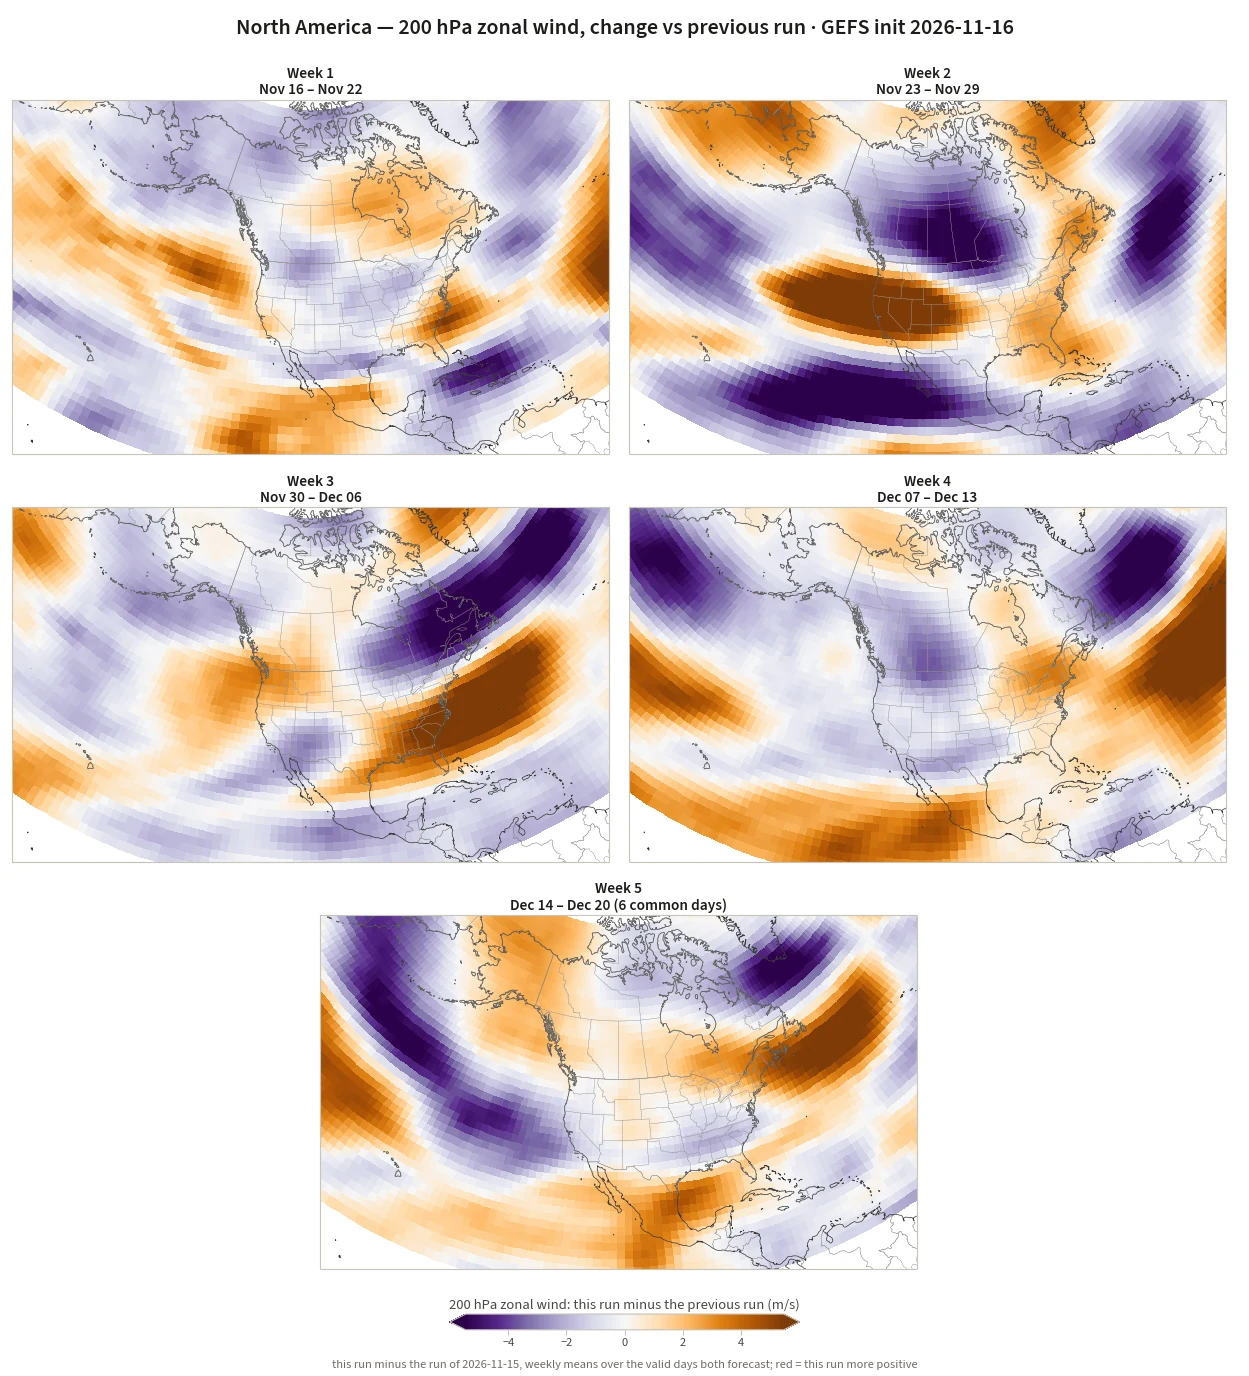 North America — 200 hPa zonal wind, change vs previous run · GEFS init 2026-11-16
Week 1
Nov 16 – Nov 22
Week 2
Nov 23 – Nov 29
Week 3
Nov 30 – Dec 06
Week 4
Dec 07 – Dec 13
Week 5
Dec 14 – Dec 20 (6 common days)
200 hPa zonal wind: this run minus the previous run (m/s)
−4 −2 0 2 4
this run minus the run of 2026-11-15, weekly means over the valid days both forecast; red = this run more positive